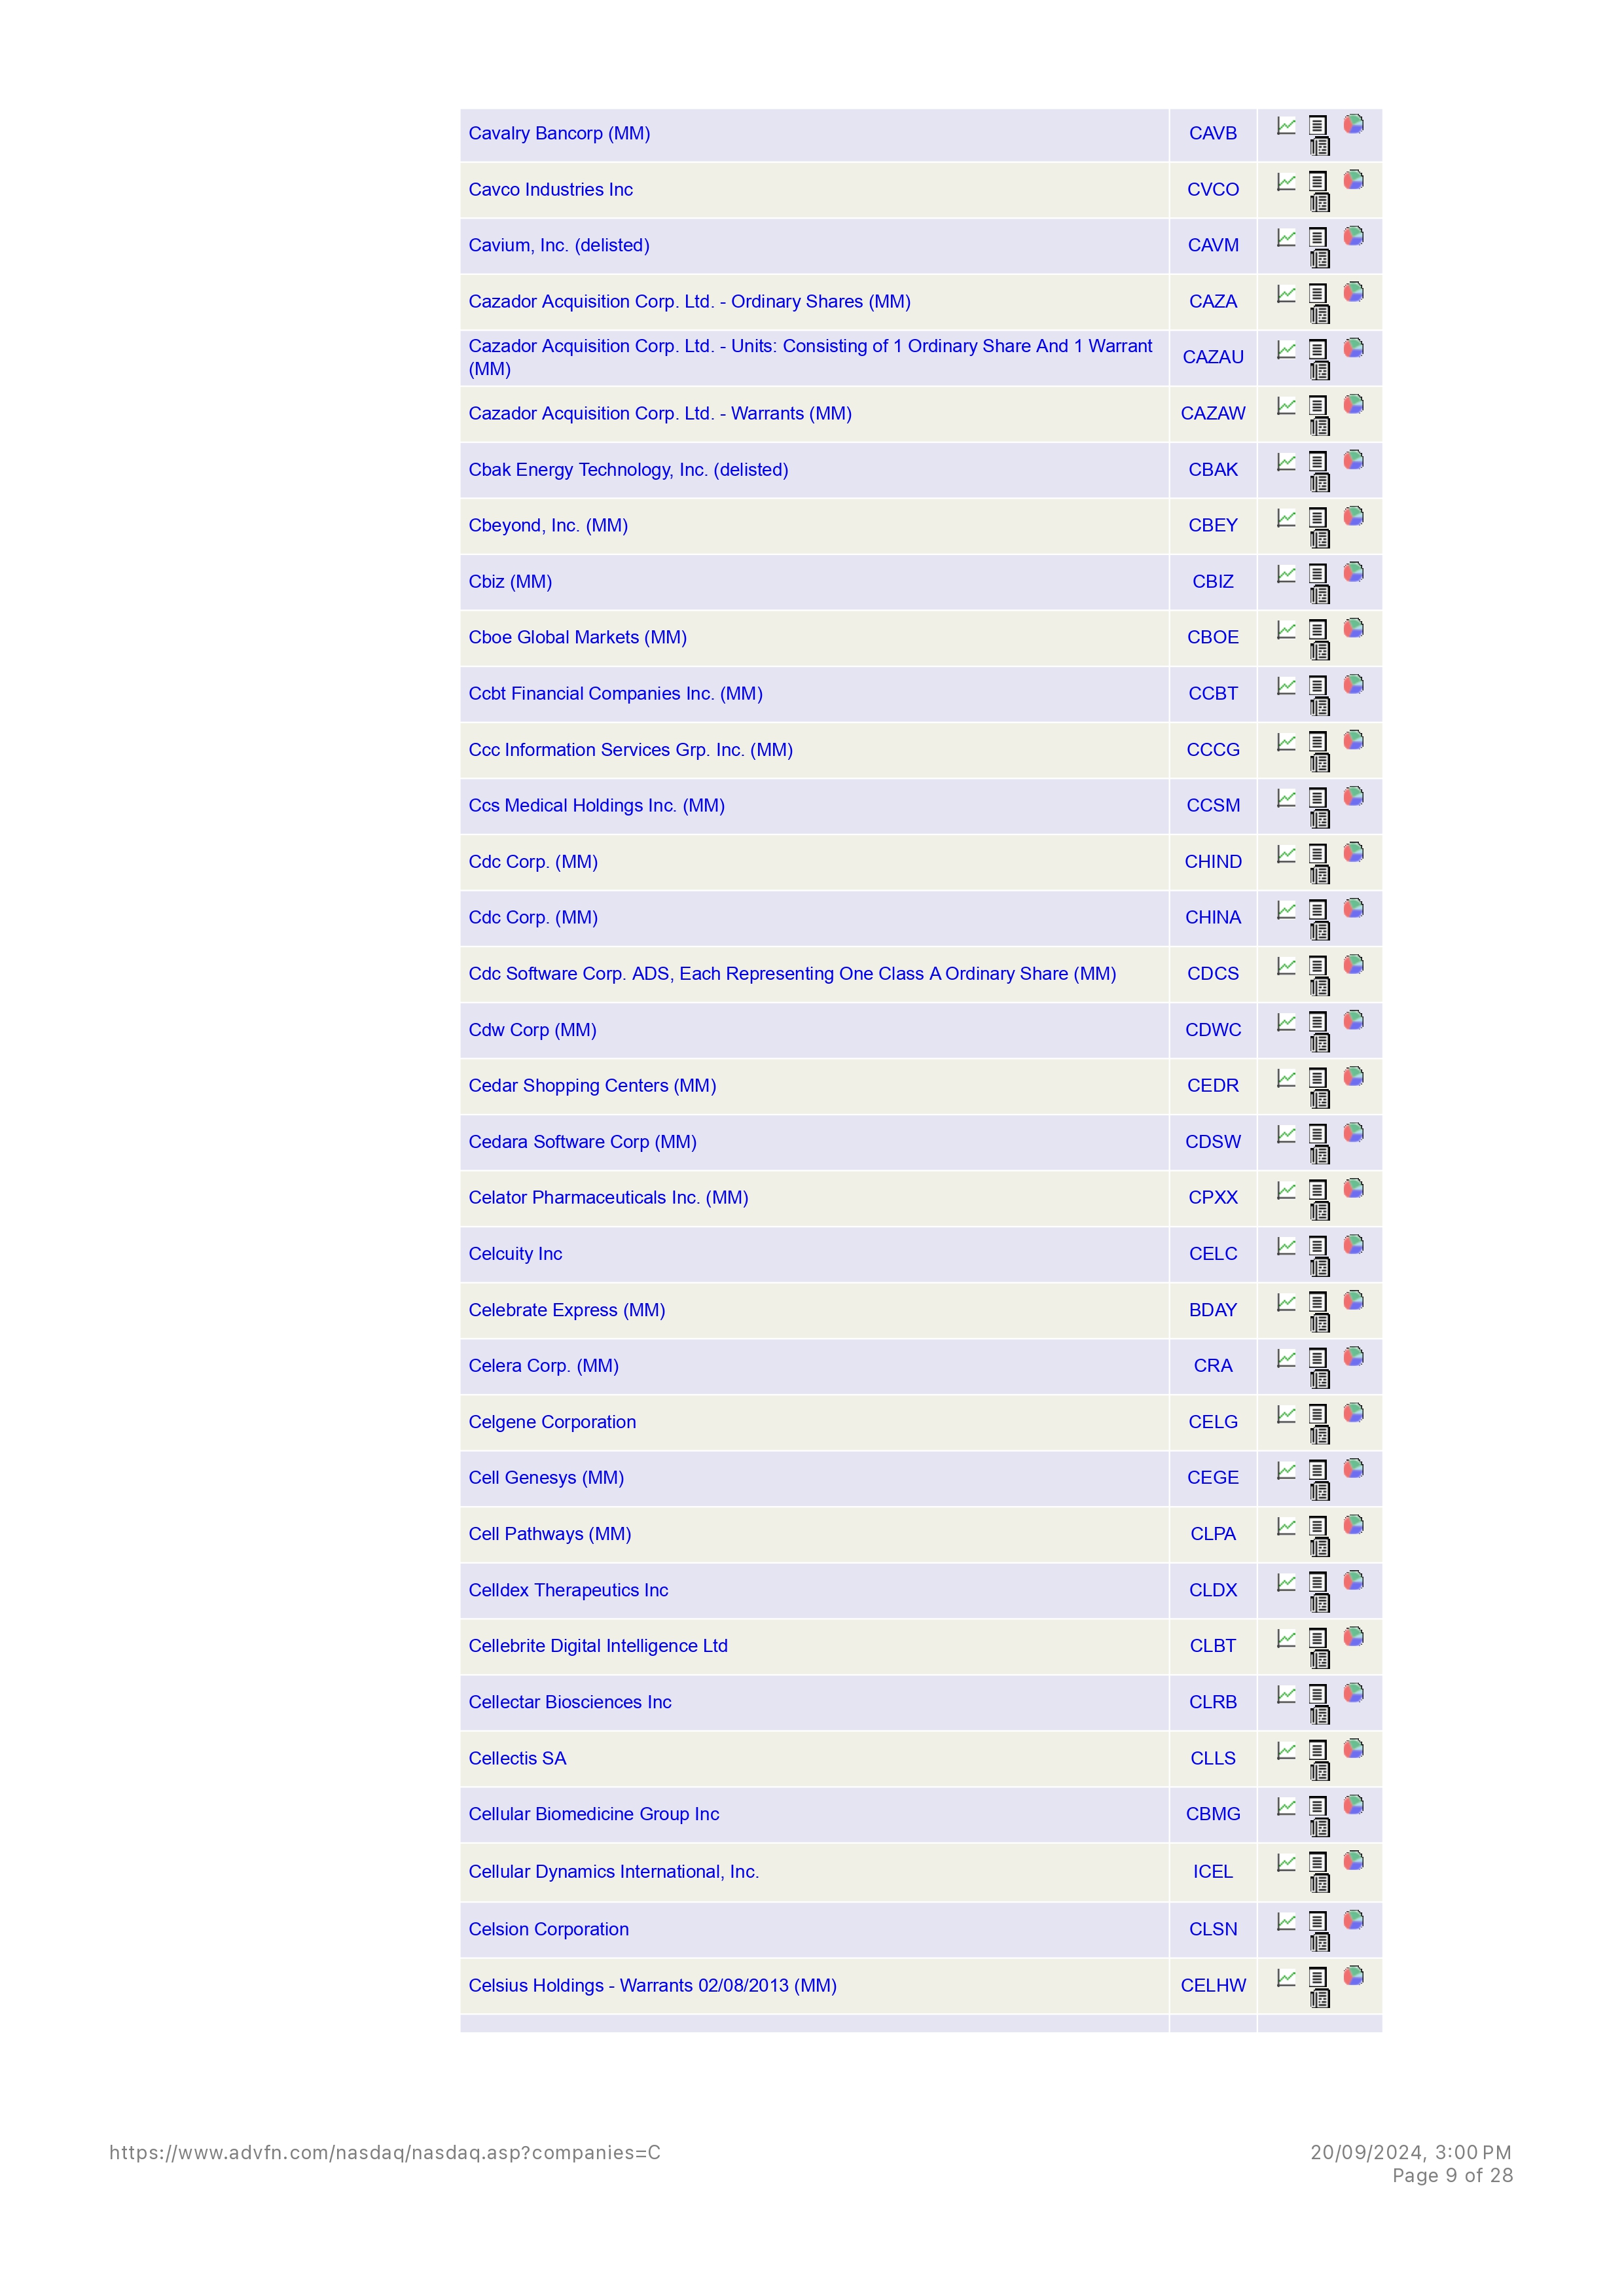 Cavalry Bancorp (MM) CAVB
Cavco Industries Inc CVCO
Cavium, Inc. (delisted) CAVM
Cazador Acquisition Corp. Ltd. - Ordinary Shares (MM) CAZA
Cazador Acquisition Corp. Ltd. - Units: Consisting of 1 Ordinary Share And 1 Warrant
(MM) CAZAU
Cazador Acquisition Corp. Ltd. - Warrants (MM) CAZAW
Cbak Energy Technology, Inc. (delisted) CBAK
Cbeyond, Inc. (MM) CBEY
Cbiz (MM) CBIZ
Cboe Global Markets (MM) CBOE
Ccbt Financial Companies Inc. (MM) CCBT
Ccc Information Services Grp. Inc. (MM) CCCG
Ccs Medical Holdings Inc. (MM) CCSM
Cdc Corp. (MM) CHIND
Cdc Corp. (MM) CHINA
Cdc Software Corp. ADS, Each Representing One Class A Ordinary Share (MM) CDCS
Cdw Corp (MM) CDWC
Cedar Shopping Centers (MM) CEDR
Cedara Software Corp (MM) CDSW
Celator Pharmaceuticals Inc. (MM) CPXX
Celcuity Inc CELC
Celebrate Express (MM) BDAY
Celera Corp. (MM) CRA
Celgene Corporation CELG
Cell Genesys (MM) CEGE
Cell Pathways (MM) CLPA
Celldex Therapeutics Inc CLDX
Cellebrite Digital Intelligence Ltd CLBT
Cellectar Biosciences Inc CLRB
Cellectis SA CLLS
Cellular Biomedicine Group Inc CBMG
Cellular Dynamics International, Inc. ICEL
Celsion Corporation CLSN
Celsius Holdings - Warrants 02/08/2013 (MM) CELHW
https://www.advfn.com/nasdaq/nasdaq.asp?companies=C 20/09/2024, 3:00 PM
Page 9 of 28